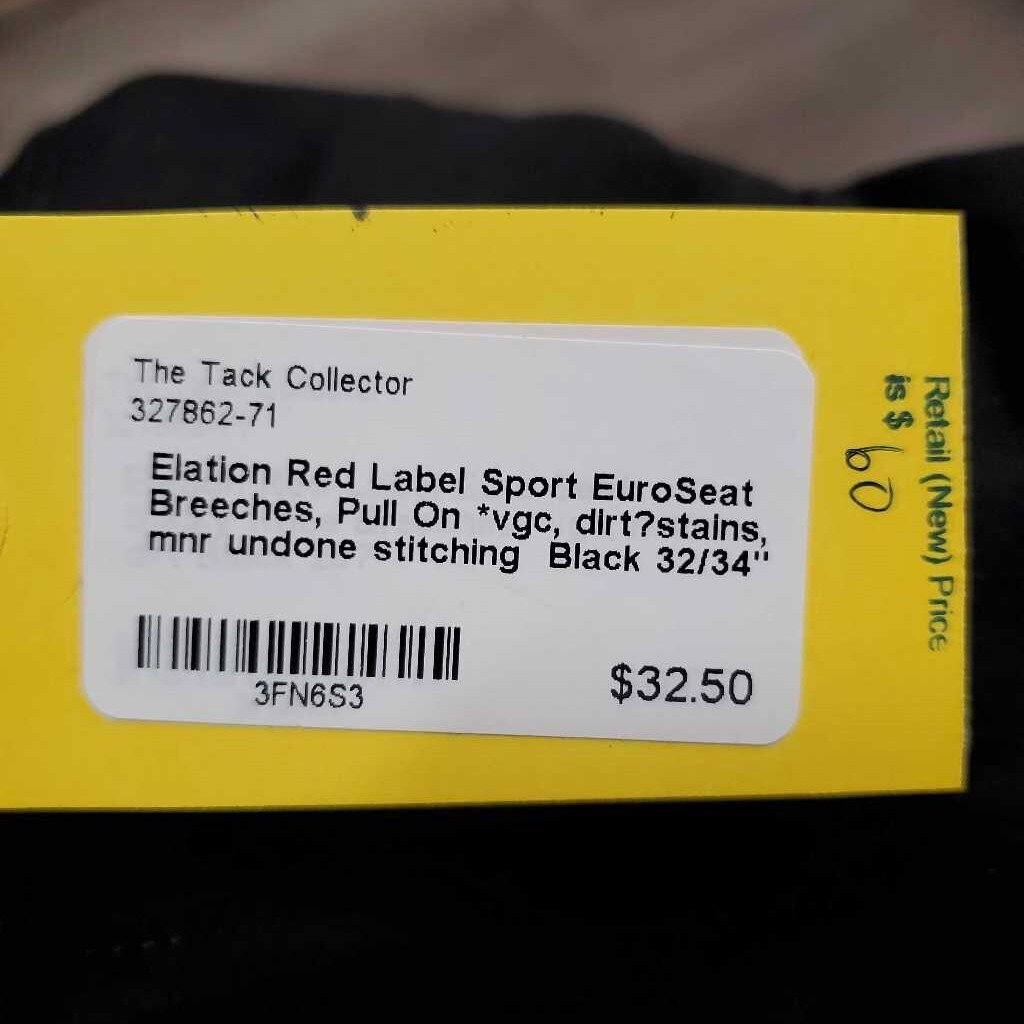 The Tack Collector
327862-71
Elation Red Label Sport EuroSeat
Breeches, Pull On *vgc, dirt?stains,
mnr undone stitching Black 32/34"
3FN6S3
$32.50
Retail (New) Price
is $ 60